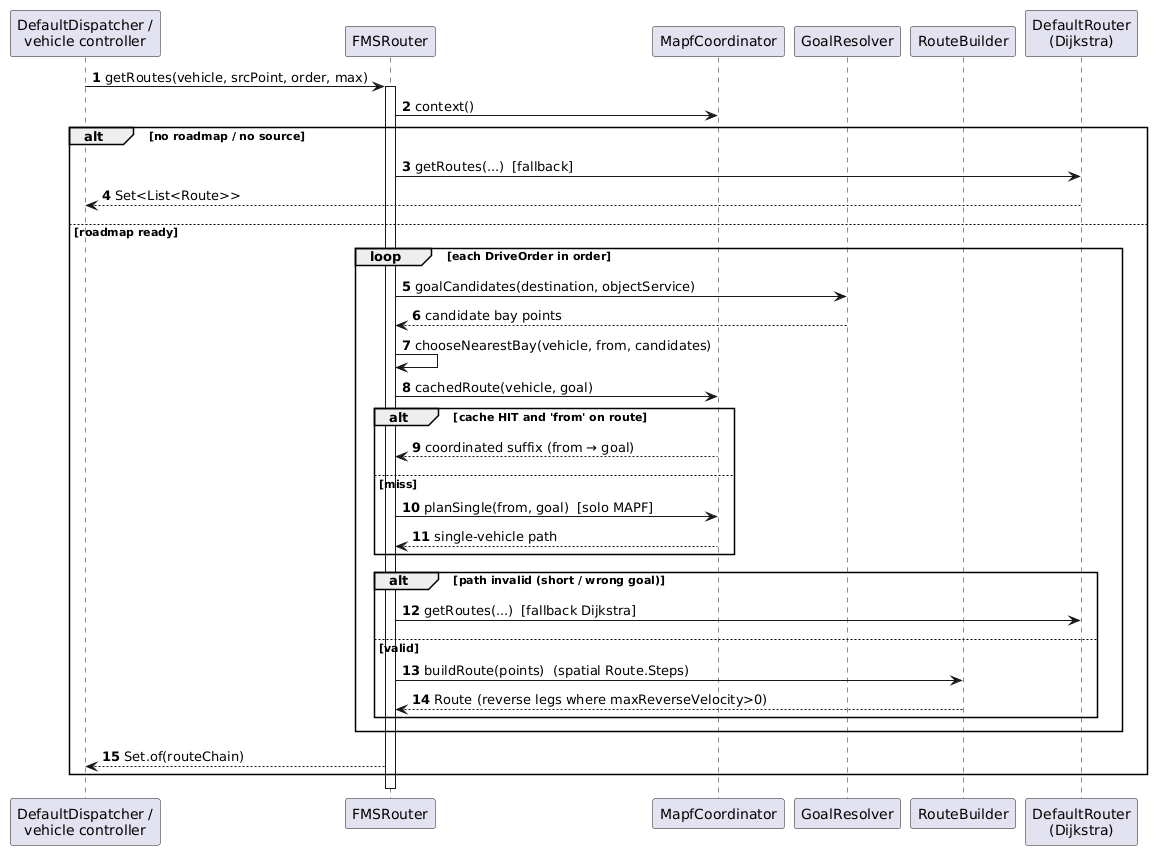 DefaultDispatcher /
vehicle controller
FMSRouter
MapfCoordinator
GoalResolver
RouteBuilder
DefaultRouter
(Dijkstra)
1 getRoutes(vehicle, srcPoint, order, max)
2 context()
alt [no roadmap / no source]
3 getRoutes(...)  [fallback]
4 Set<List<Route>>
[roadmap ready]
loop [each DriveOrder in order]
5 goalCandidates(destination, objectService)
6 candidate bay points
7 chooseNearestBay(vehicle, from, candidates)
8 cachedRoute(vehicle, goal)
alt [cache HIT and 'from' on route]
9 coordinated suffix (from → goal)
[miss]
10 planSingle(from, goal)  [solo MAPF]
11 single-vehicle path
alt [path invalid (short / wrong goal)]
12 getRoutes(...)  [fallback Dijkstra]
[valid]
13 buildRoute(points)  (spatial Route.Steps)
14 Route (reverse legs where maxReverseVelocity>0)
15 Set.of(routeChain)
DefaultDispatcher /
vehicle controller
FMSRouter
MapfCoordinator
GoalResolver
RouteBuilder
DefaultRouter
(Dijkstra)